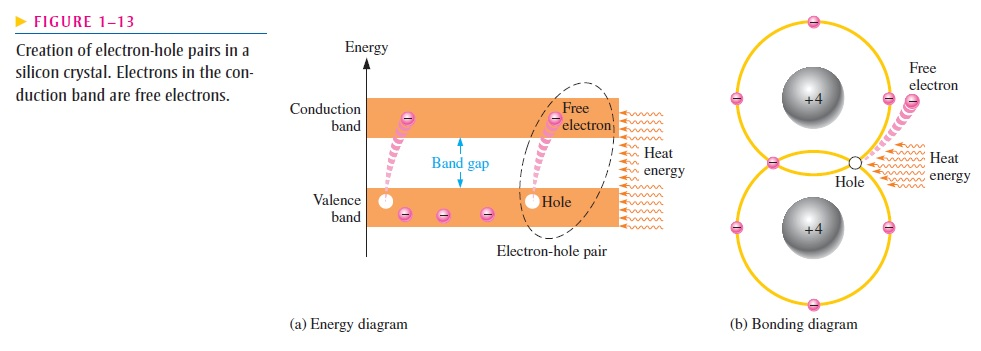 ▶ FIGURE 1–13
Creation of electron-hole pairs in a
silicon crystal. Electrons in the con-
duction band are free electrons.
Energy
Conduction
band
Free
electron
Band gap
Heat
energy
Valence
band
Hole
Electron-hole pair
(a) Energy diagram
Free
electron
+4
Heat
energy
Hole
+4
(b) Bonding diagram